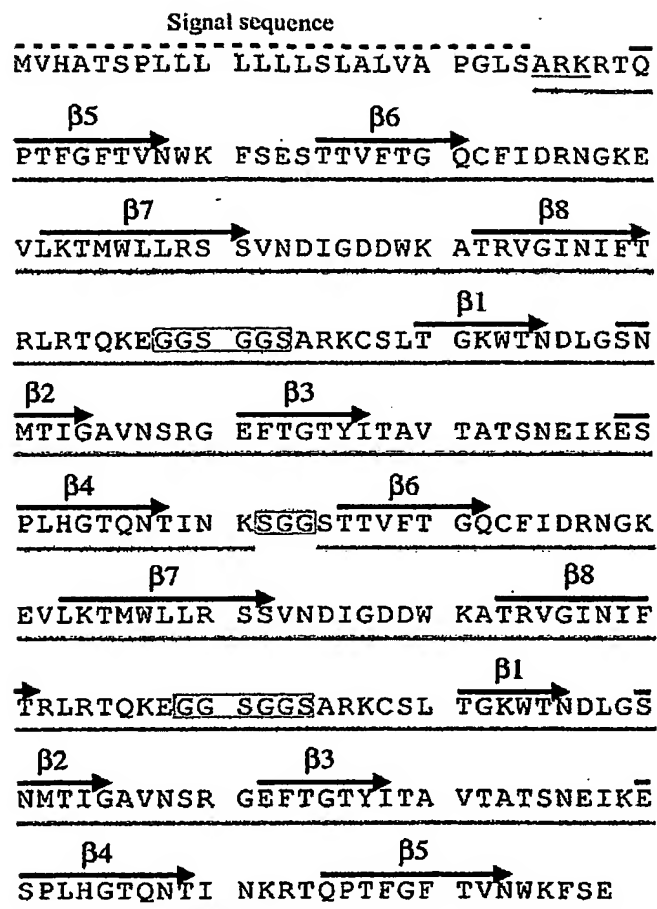 Signal sequence
MVHATSPLLL LLLLSLALVA PGLSARKRTQ
β5 β6
PTFGFTVNWK FSESTTVFTG QCFIDRNGKE
β7 β8
VLKTMWLLRS SVNDIGDDWK ATRVGINIFT
β1
RLRTQKEGGS GGSARKCSLT GKWTNDLGSN
β2 β3
MTIGAVNSRG EFTGTYITAV TATSNEIKES
β4 β6
PLHGTQNTIN KSGGSTTVFT GQCFIDRNGK
β7 β8
EVLKTMWLLR SSVNDIGDDW KATRVGINIF
β1
TRLRTQKEGG SGGSARKCSL TGKWTNDLGS
β2 β3
NMTIGAVNSR GEFTGTYITA VTATSNEIKE
β4 β5
SPLHGTQNTI NKRTQPTFGF TVNWKFSE